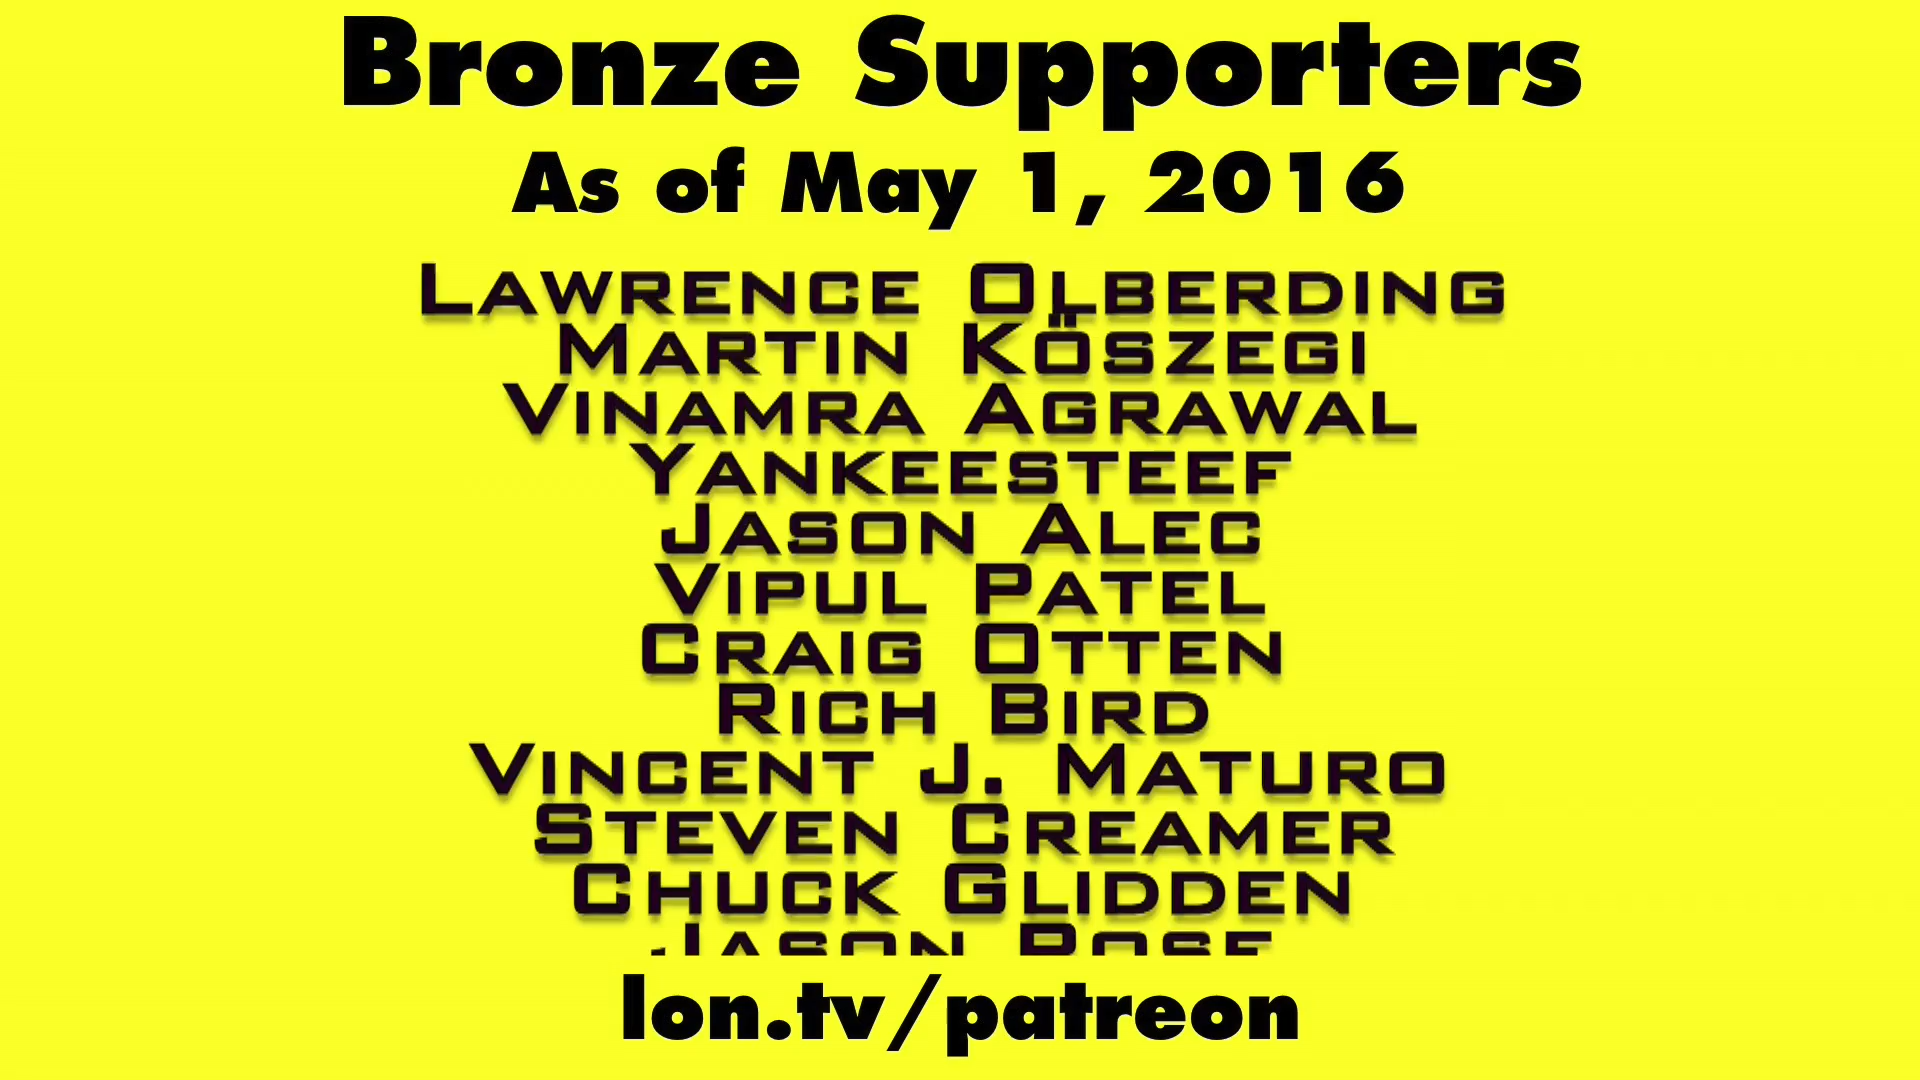 Bronze Supporters
As of May 1, 2016
LAWRENCE OLBERDING
MARTIN KÖSZEGI
VINAMRA AGRAWAL
YANKEESTEEF
JASON ALEC
VIPUL PATEL
CRAIG OTTEN
RICH BIRD
VINCENT J. MATURO
STEVEN CREAMER
CHUCK GLIDDEN
JASON
lon.tv/patreon